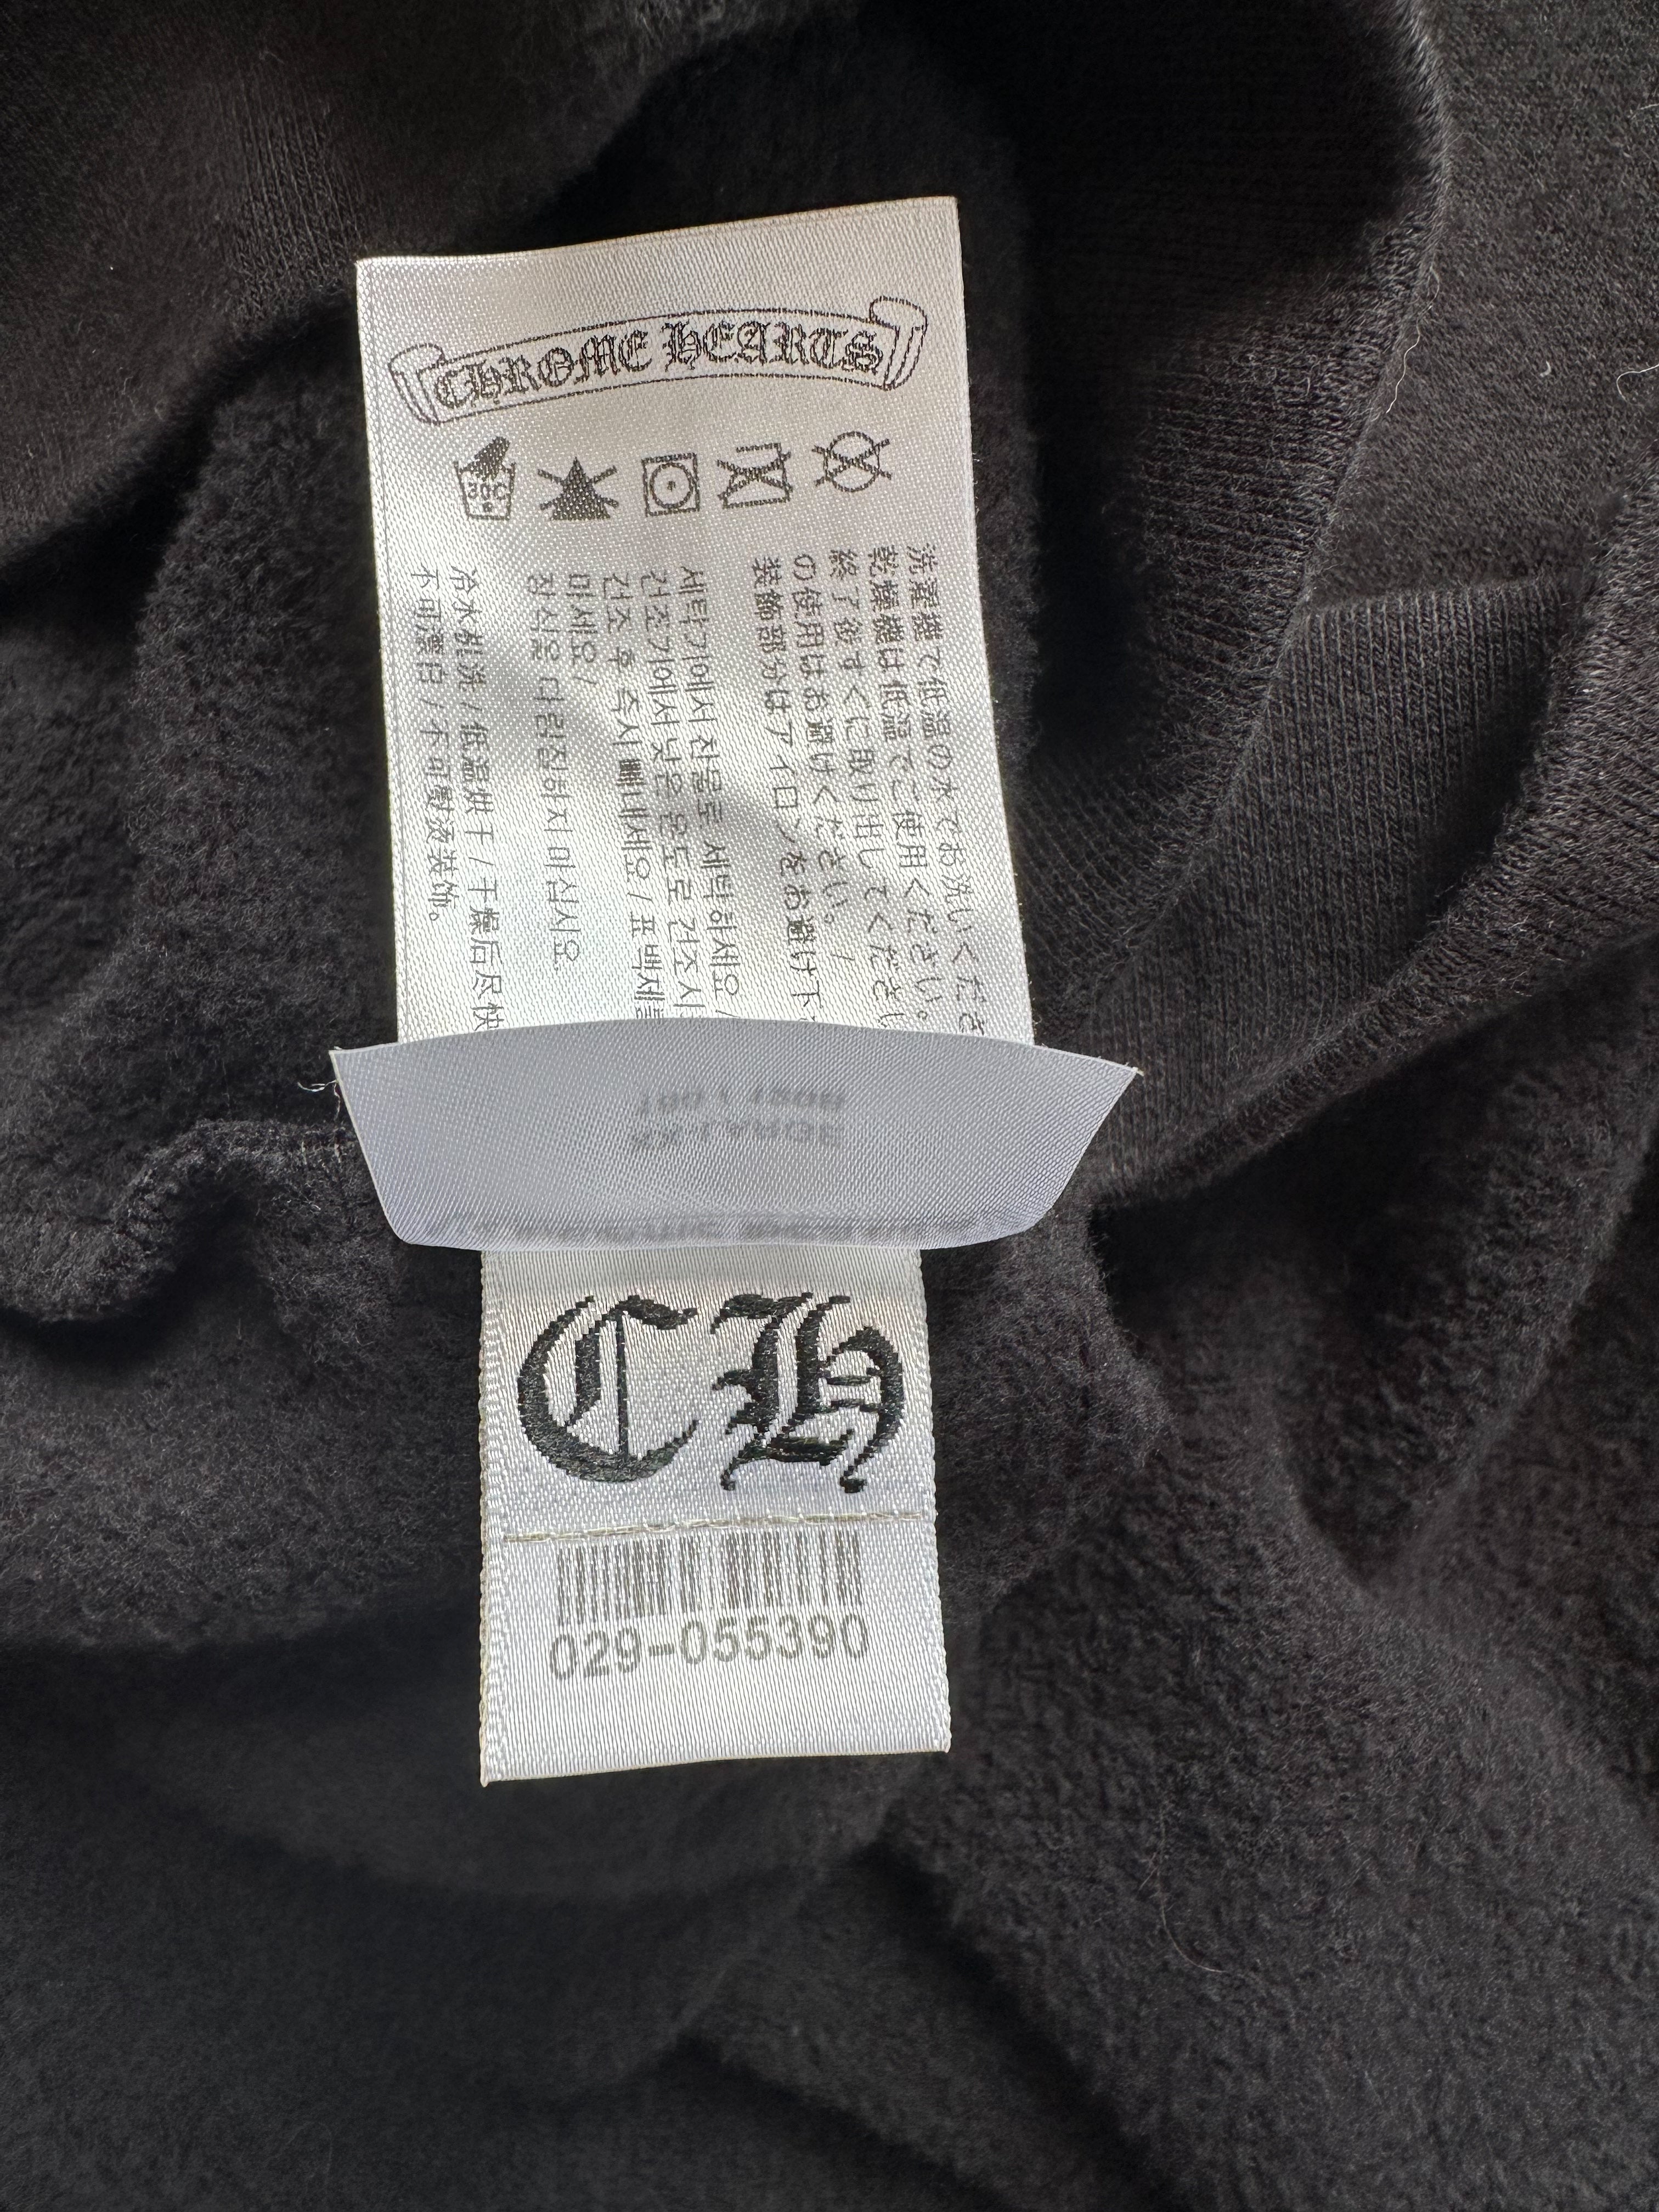 CHROME HEARTS
洗濯機で低温の水でお洗いくださ
乾燥機は低温でご使用ください。
終了後すぐに取り出してくださ
の使用はお避けください。/
装飾部分はアイロンをお避け下
세탁기에서 찬물로 세탁하세요 /
건조기에서 낮은 온도로 건조시
건조 후 즉시 빼내세요 / 표백제를
마세요 /
장식을 다림질하지 마십시요.
冷水机洗 / 低温烘干 / 干燥后尽快
不可漂白 / 不可熨烫装饰。
CH
029-055390